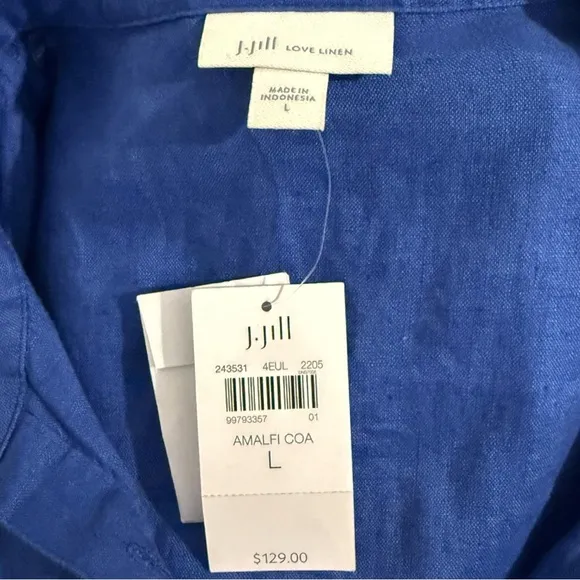 J.Jill LOVE LINEN
MADE IN
INDONESIA
L
J.Jill
243531 4EUL 2205
99793357 01
AMALFI COA
L
$129.00